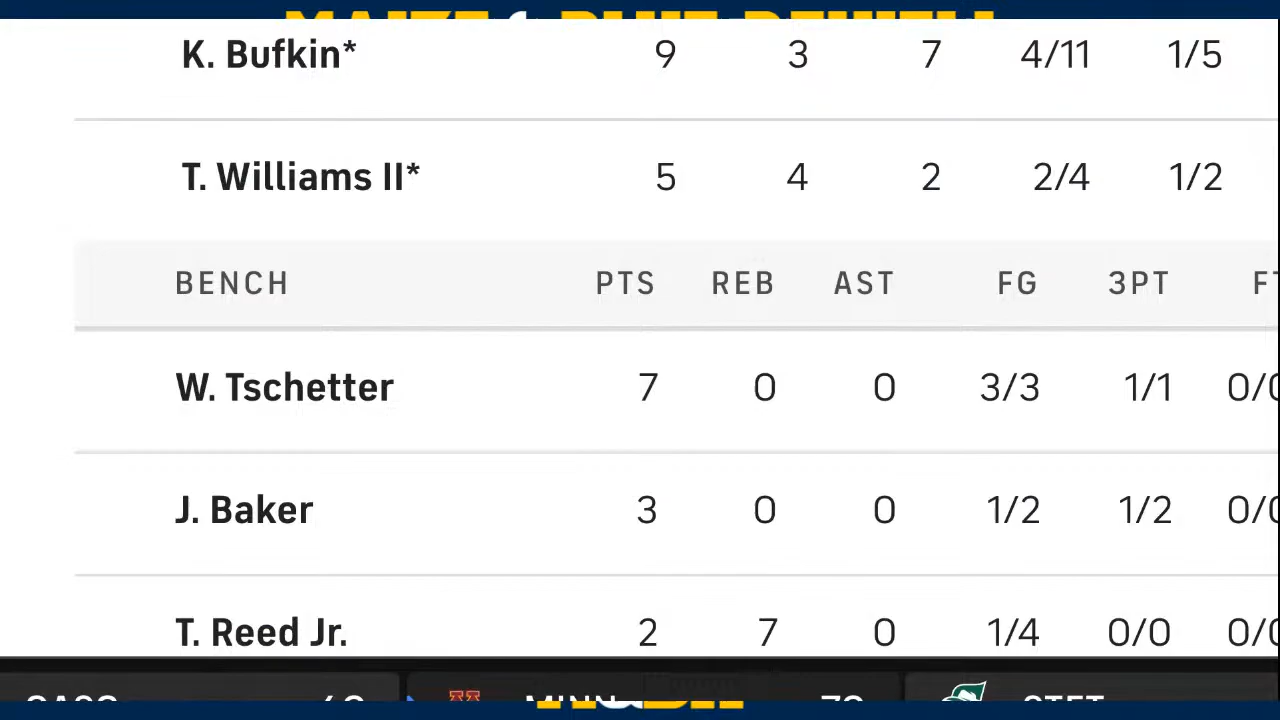 K. Bufkin* 9 3 7 4/11 1/5
T. Williams II* 5 4 2 2/4 1/2
BENCH PTS REB AST FG 3PT
W. Tschetter 7 0 0 3/3 1/1
J. Baker 3 0 0 1/2 1/2
T. Reed Jr. 2 7 0 1/4 0/0